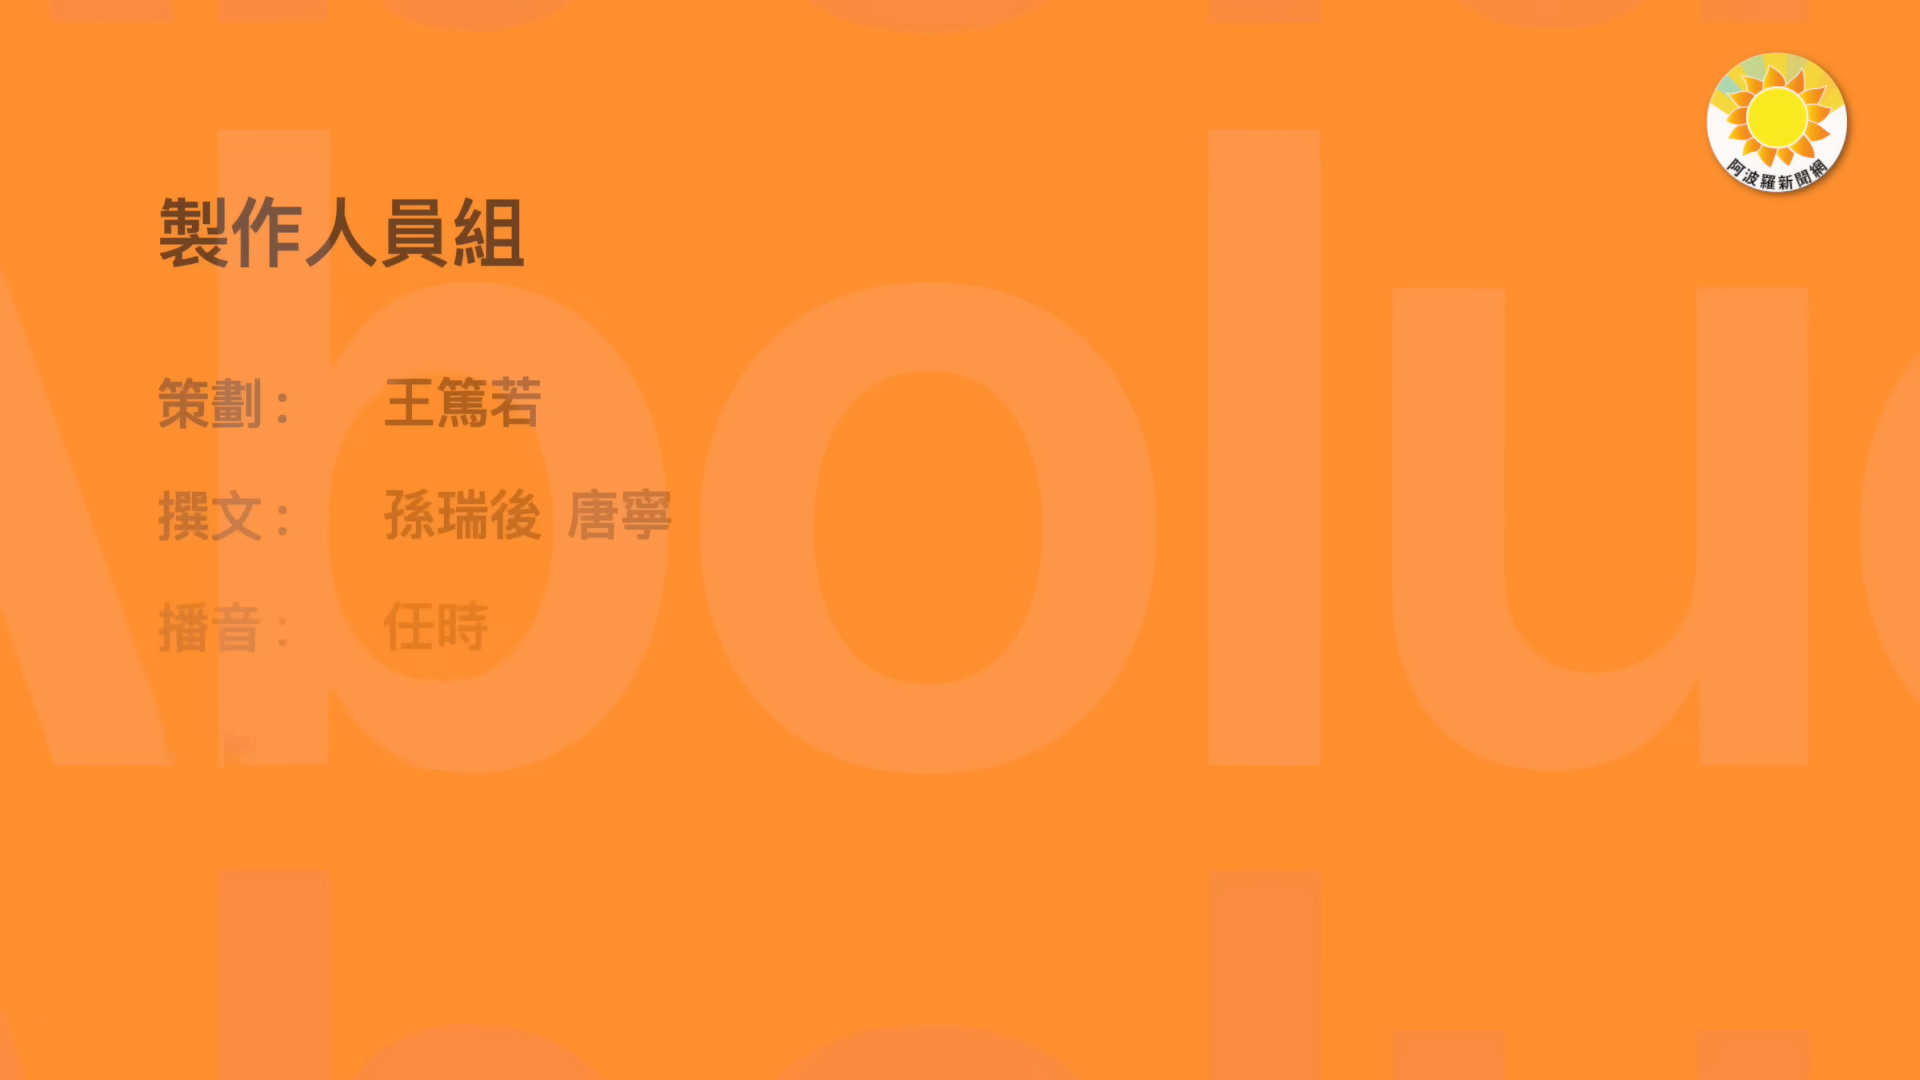 阿波羅新聞網
製作人員組
策劃： 王篤若
撰文： 孫瑞後 唐寧
播音： 任時
Aboluo